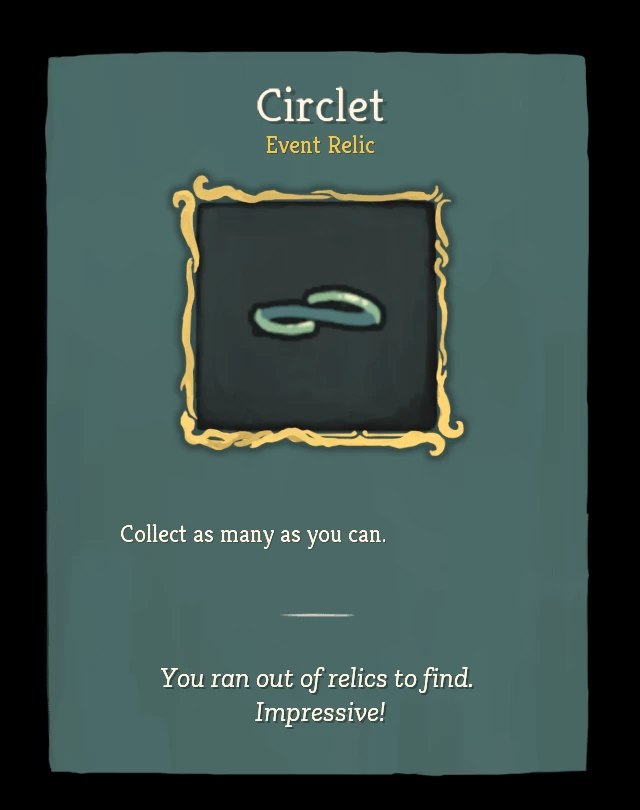 Circlet
Event Relic
Collect as many as you can.
You ran out of relics to find.
Impressive!